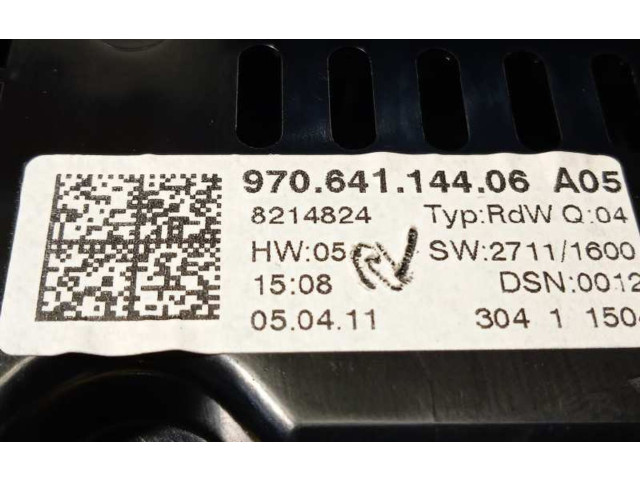 970.641.144.06 A05
8214824 Typ:RdW Q:04
HW:05 SW:2711/1600
15:08 DSN:0012
05.04.11 304 1 1504